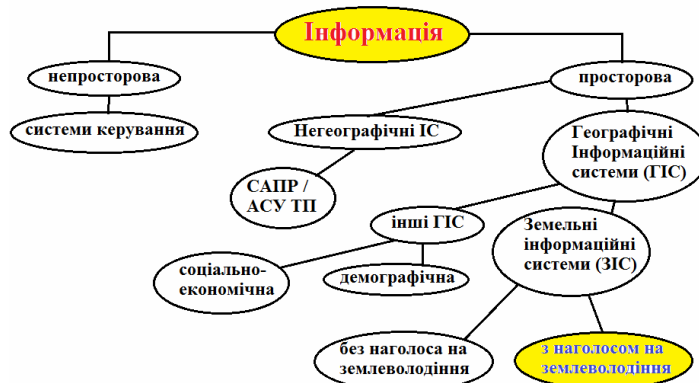 Інформація
непросторова
просторова
системи керування
Негеографічні ІС
Географічні
Інформаційні
системи (ГІС)
САПР /
АСУ ТП
інші ГІС
Земельні
інформаційні
системи (ЗІС)
соціально-
економічна
демографічна
без наголоса на
землеволодіння
з наголосом на
землеволодіння